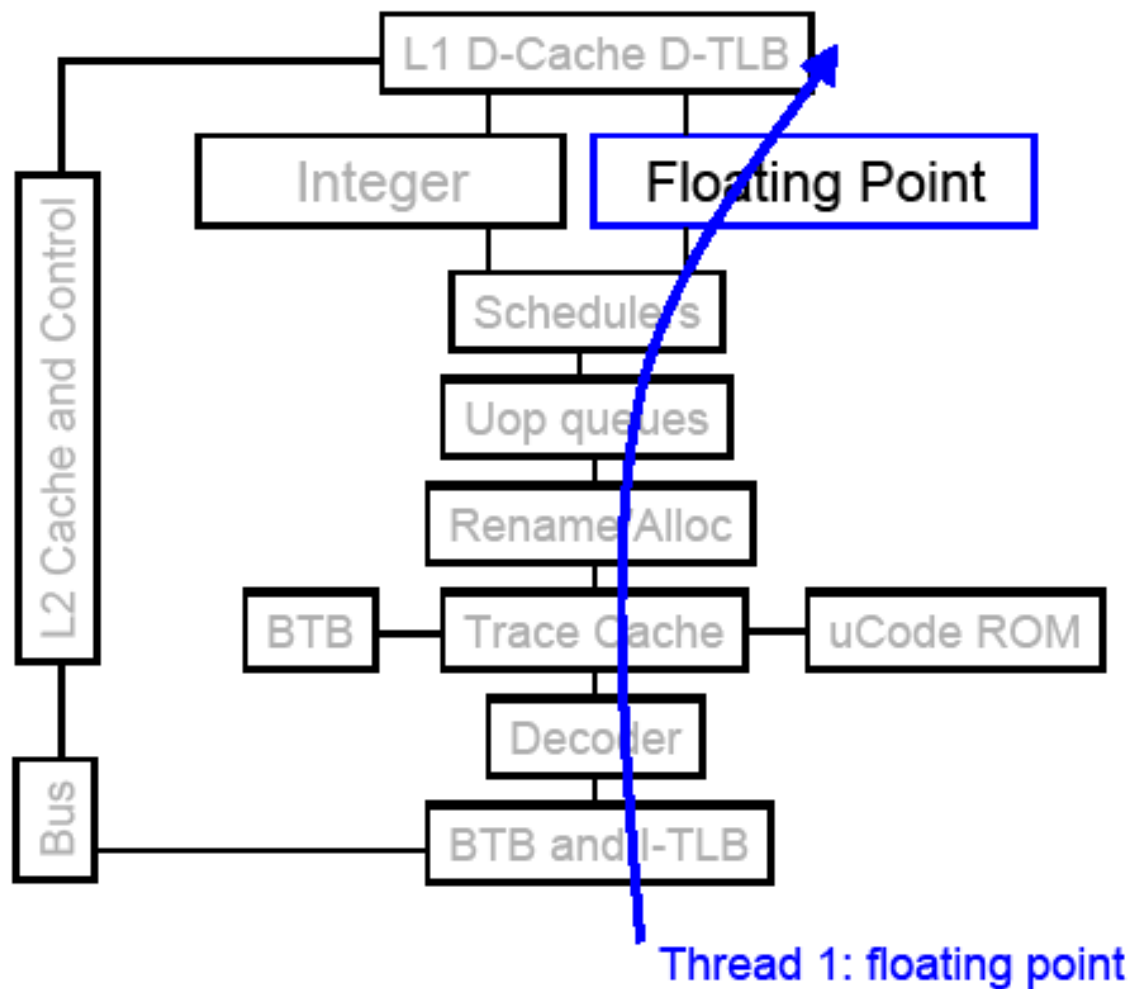 L1 D-Cache D-TLB
Integer
Floating Point
L2 Cache and Control
Schedulers
Uop queues
Rename/Alloc
BTB
Trace Cache
uCode ROM
Decoder
Bus
BTB and I-TLB
Thread 1: floating point